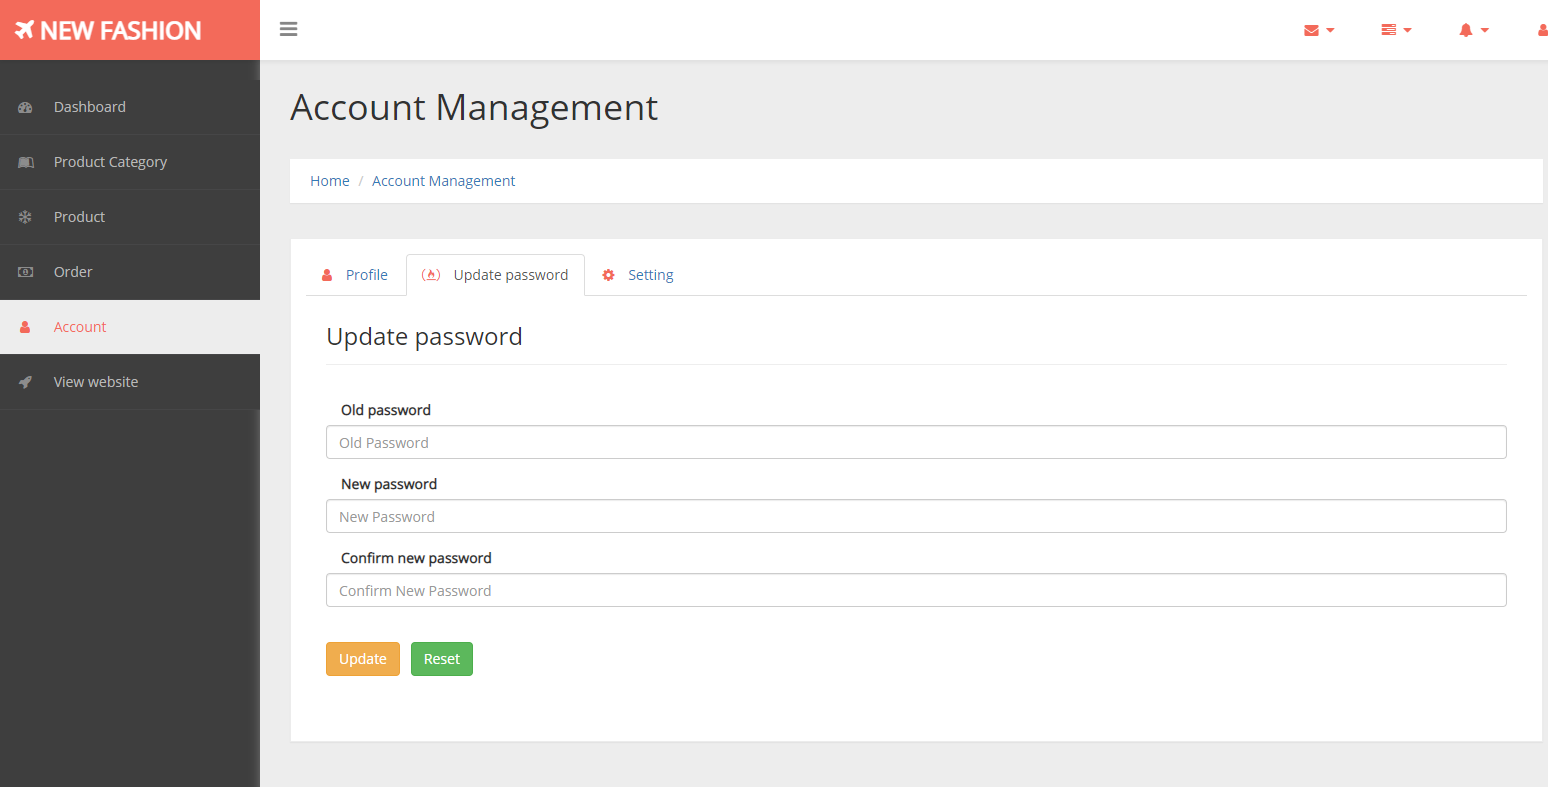 NEW FASHION
Dashboard
Product Category
Product
Order
Account
View website
Account Management
Home / Account Management
Profile
Update password
Setting
Update password
Old password
Old Password
New password
New Password
Confirm new password
Confirm New Password
Update
Reset